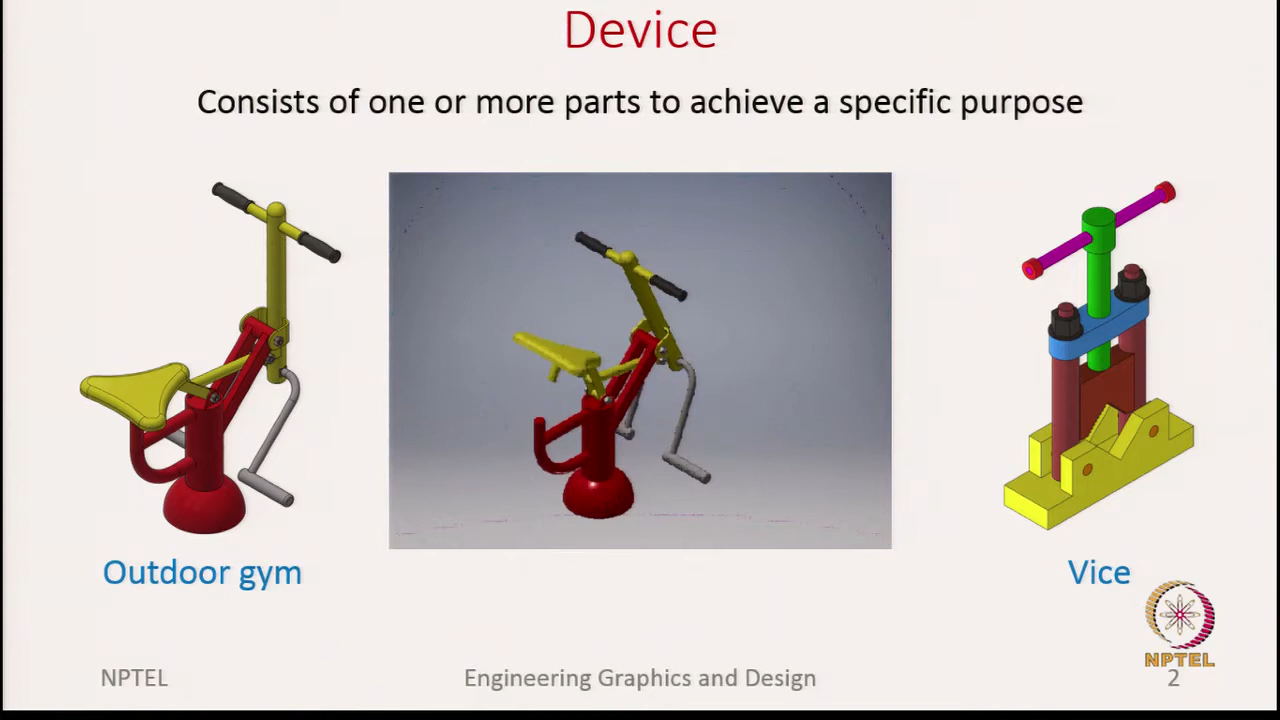 Device
Consists of one or more parts to achieve a specific purpose
Outdoor gym
Vice
NPTEL
NPTEL
Engineering Graphics and Design
2